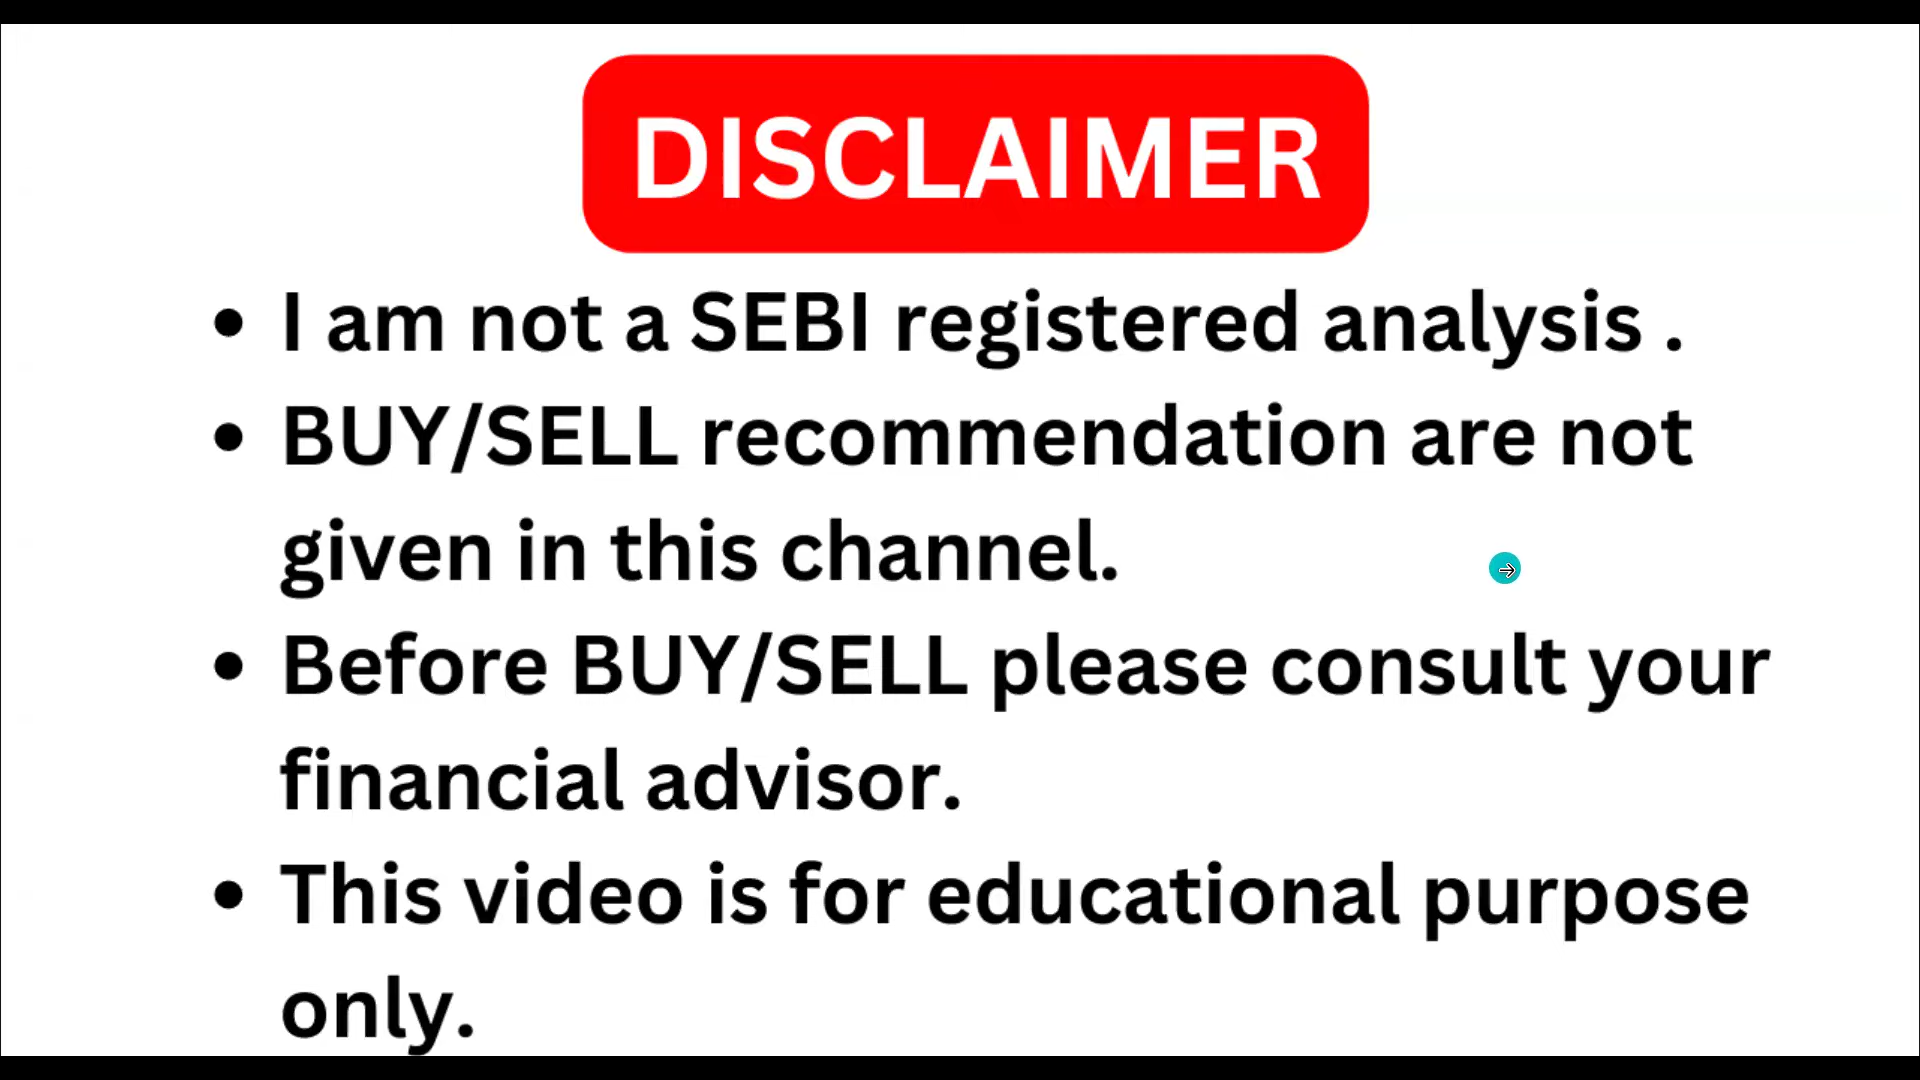 DISCLAIMER
• I am not a SEBI registered analysis .
• BUY/SELL recommendation are not
given in this channel.
• Before BUY/SELL please consult your
financial advisor.
• This video is for educational purpose
only.